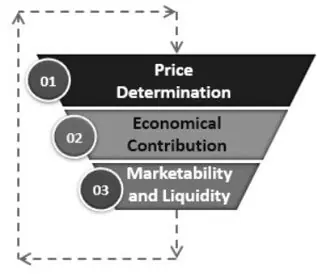 01
Price
Determination
02
Economical
Contribution
03
Marketability
and Liquidity